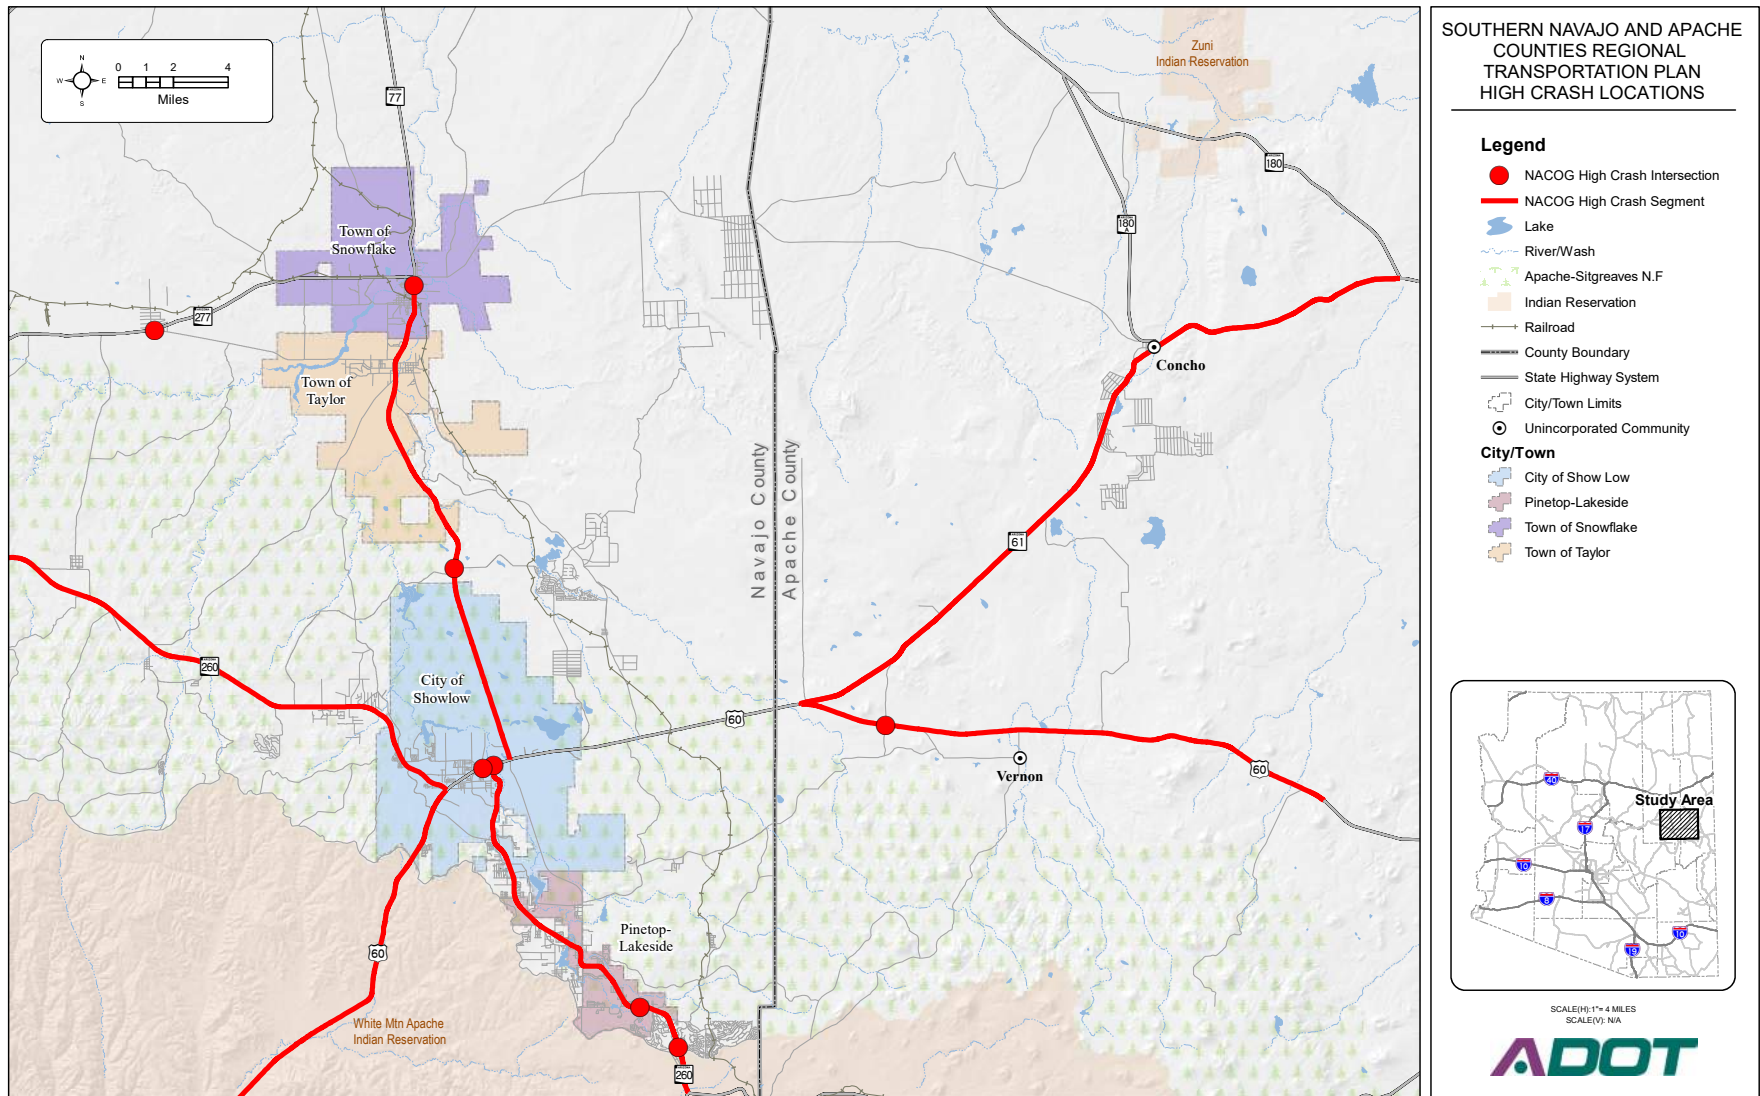 N
W
E
S
0 1 2 4
Miles
77
Zuni
Indian Reservation
180
180
A
Town of
Snowflake
277
Town of
Taylor
Concho
Navajo County
Apache County
61
260
City of
Showlow
60
Vernon
60
60
Pinetop-
Lakeside
White Mtn Apache
Indian Reservation
260
SOUTHERN NAVAJO AND APACHE
COUNTIES REGIONAL
TRANSPORTATION PLAN
HIGH CRASH LOCATIONS
Legend
NACOG High Crash Intersection
NACOG High Crash Segment
Lake
River/Wash
Apache-Sitgreaves N.F
Indian Reservation
Railroad
County Boundary
State Highway System
City/Town Limits
Unincorporated Community
City/Town
City of Show Low
Pinetop-Lakeside
Town of Snowflake
Town of Taylor
40
Study Area
17
10
8
10
19
SCALE(H):1"= 4 MILES
SCALE(V): N/A
ADOT